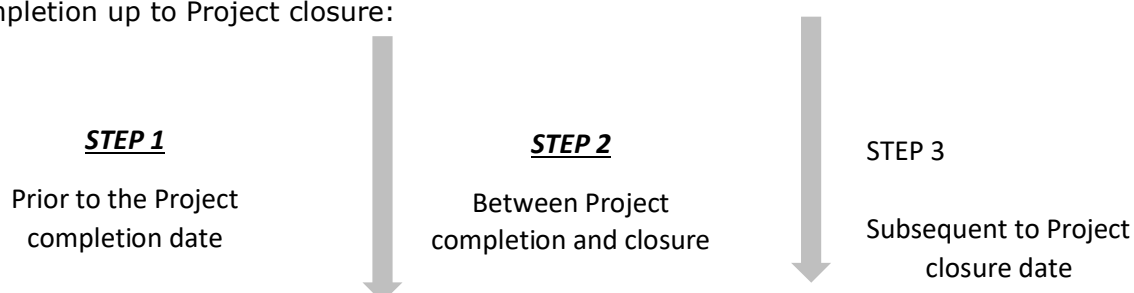 mpletion up to Project closure:
STEP 1
Prior to the Project
completion date
STEP 2
Between Project
completion and closure
STEP 3
Subsequent to Project
closure date